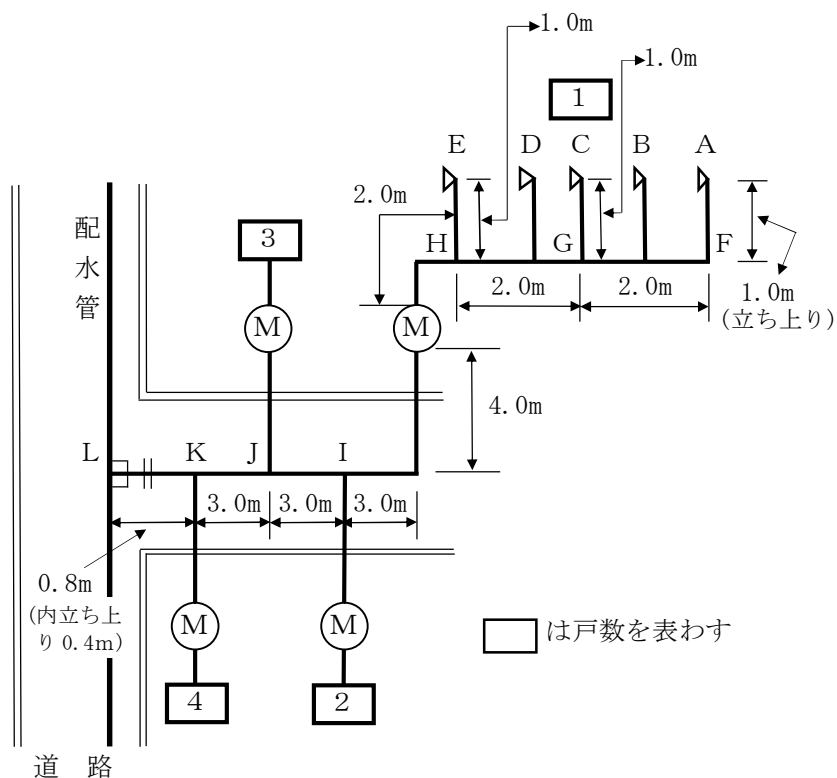 1.0m
1.0m
1
E D C B A
2.0m
配水管
3
H G F
2.0m 2.0m
1.0m
(立ち上り)
M M
4.0m
L K J I
3.0m 3.0m 3.0m
0.8m
(内立ち上
り 0.4m)
M M
は戸数を表わす
4 2
道 路